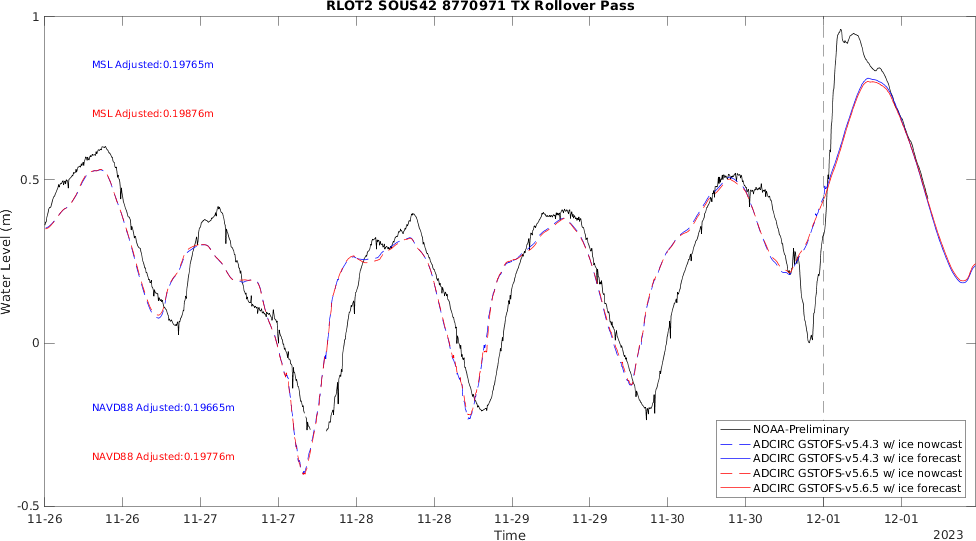 RLOT2 SOUS42 8770971 TX Rollover Pass
1
MSL Adjusted:0.19765m
MSL Adjusted:0.19876m
0.5
Water Level (m)
0
NAVD88 Adjusted:0.19665m
NAVD88 Adjusted:0.19776m
NOAA-Preliminary
ADCIRC GSTOFS-v5.4.3 w/ ice nowcast
ADCIRC GSTOFS-v5.4.3 w/ ice forecast
ADCIRC GSTOFS-v5.6.5 w/ ice nowcast
ADCIRC GSTOFS-v5.6.5 w/ ice forecast
-0.5
11-26 11-26 11-27 11-27 11-28 11-28 11-29 11-29 11-30 11-30 12-01 12-01
Time
2023